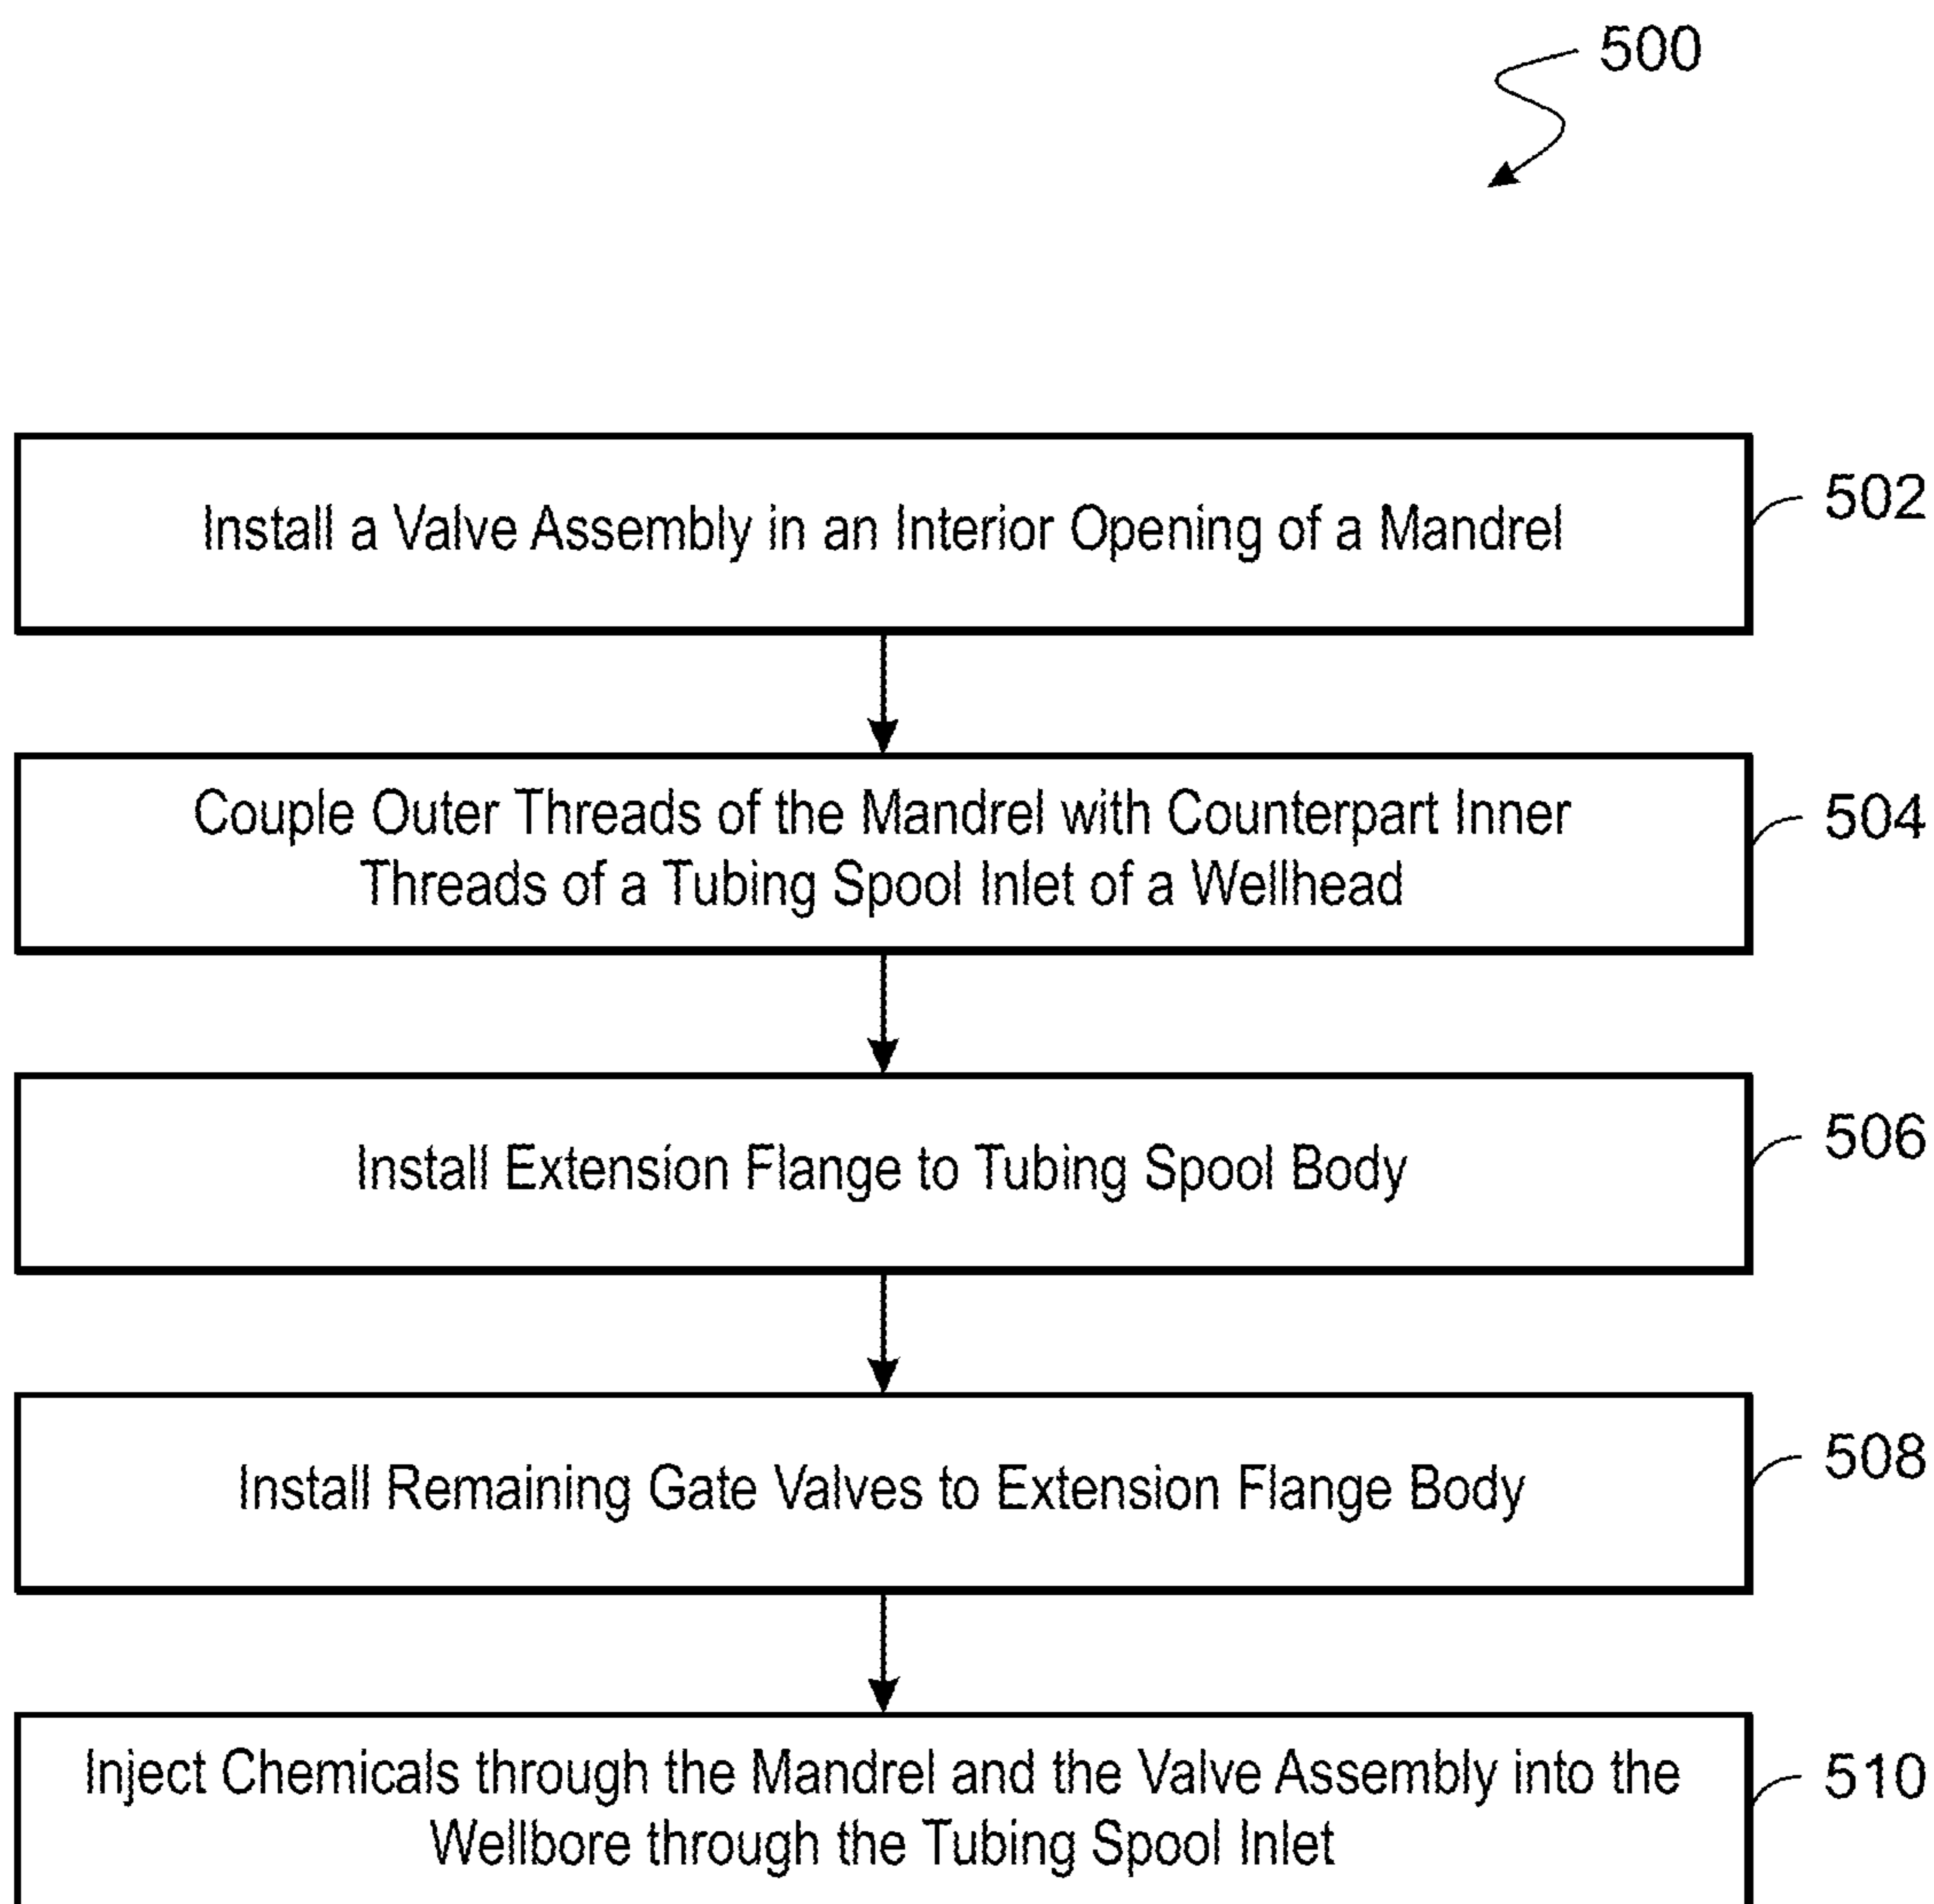 500
Install a Valve Assembly in an Interior Opening of a Mandrel
502
Couple Outer Threads of the Mandrel with Counterpart Inner
Threads of a Tubing Spool Inlet of a Wellhead
504
Install Extension Flange to Tubing Spool Body
506
Install Remaining Gate Valves to Extension Flange Body
508
Inject Chemicals through the Mandrel and the Valve Assembly into the
Wellbore through the Tubing Spool Inlet
510